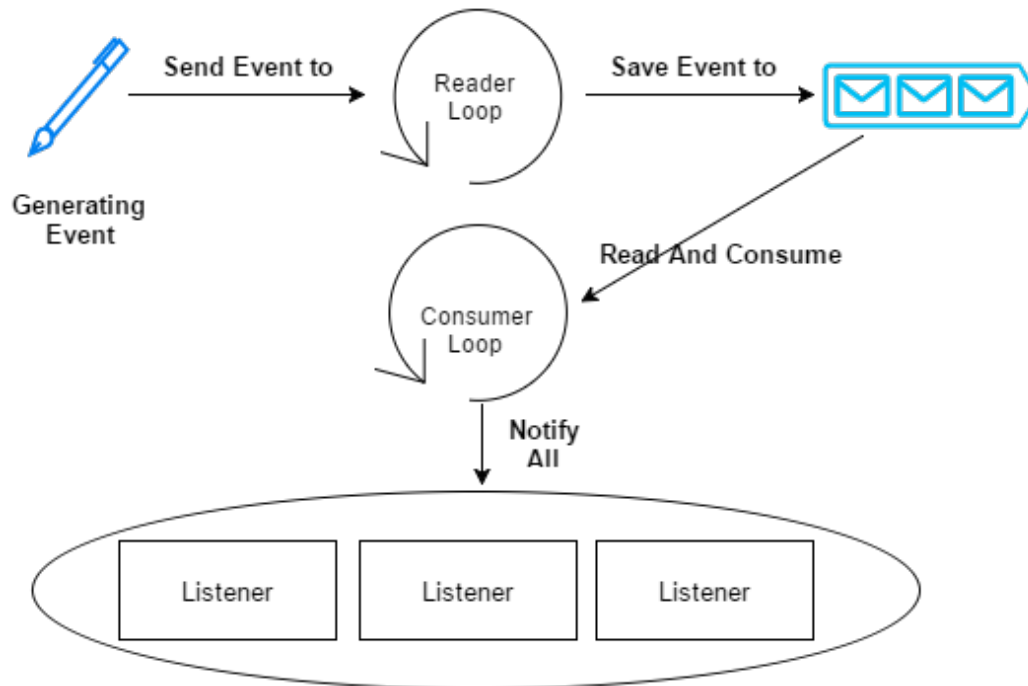 Send Event to
Reader
Loop
Save Event to
Generating
Event
Read And Consume
Consumer
Loop
Notify
All
Listener
Listener
Listener